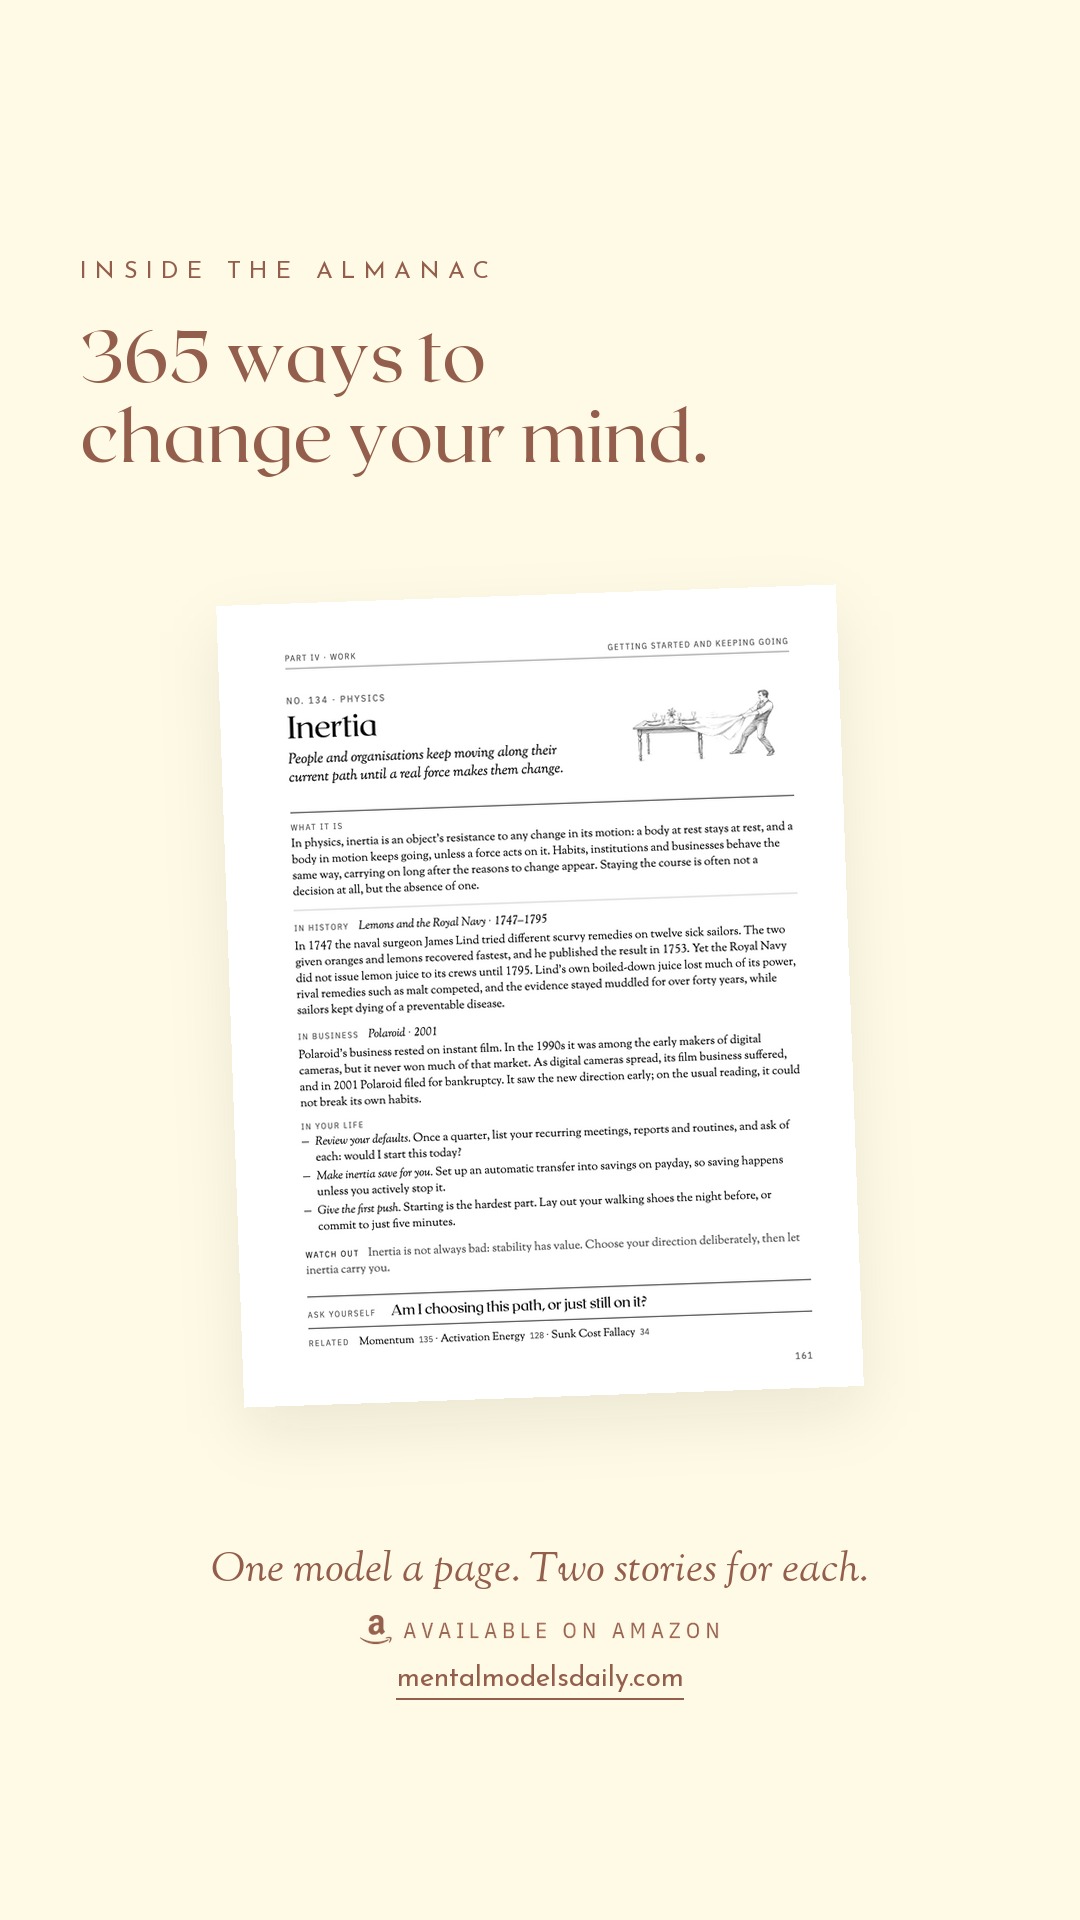 INSIDE THE ALMANAC
365 ways to
change your mind.
PART IV · WORK
GETTING STARTED AND KEEPING GOING
NO. 134 · PHYSICS
Inertia
People and organisations keep moving along their
current path until a real force makes them change.
WHAT IT IS
In physics, inertia is an object's resistance to any change in its motion: a body at rest stays at rest, and a
body in motion keeps going, unless a force acts on it. Habits, institutions and businesses behave the
same way, carrying on long after the reasons to change appear. Staying the course is often not a
decision at all, but the absence of one.
IN HISTORY Lemons and the Royal Navy · 1747–1795
In 1747 the naval surgeon James Lind tried different scurvy remedies on twelve sick sailors. The two
given oranges and lemons recovered fastest, and he published the result in 1753. Yet the Royal Navy
did not issue lemon juice to its crews until 1795. Lind's own boiled-down juice lost much of its power,
rival remedies such as malt competed, and the evidence stayed muddled for over forty years, while
sailors kept dying of a preventable disease.
IN BUSINESS Polaroid · 2001
Polaroid's business rested on instant film. In the 1990s it was among the early makers of digital
cameras, but it never won much of that market. As digital cameras spread, its film business suffered,
and in 2001 Polaroid filed for bankruptcy. It saw the new direction early; on the usual reading, it could
not break its own habits.
IN YOUR LIFE
– Review your defaults. Once a quarter, list your recurring meetings, reports and routines, and ask of
each: would I start this today?
– Make inertia save for you. Set up an automatic transfer into savings on payday, so saving happens
unless you actively stop it.
– Give the first push. Starting is the hardest part. Lay out your walking shoes the night before, or
commit to just five minutes.
WATCH OUT Inertia is not always bad: stability has value. Choose your direction deliberately, then let
inertia carry you.
ASK YOURSELF Am I choosing this path, or just still on it?
RELATED Momentum 135 · Activation Energy 128 · Sunk Cost Fallacy 34
161
One model a page. Two stories for each.
a AVAILABLE ON AMAZON
mentalmodelsdaily.com